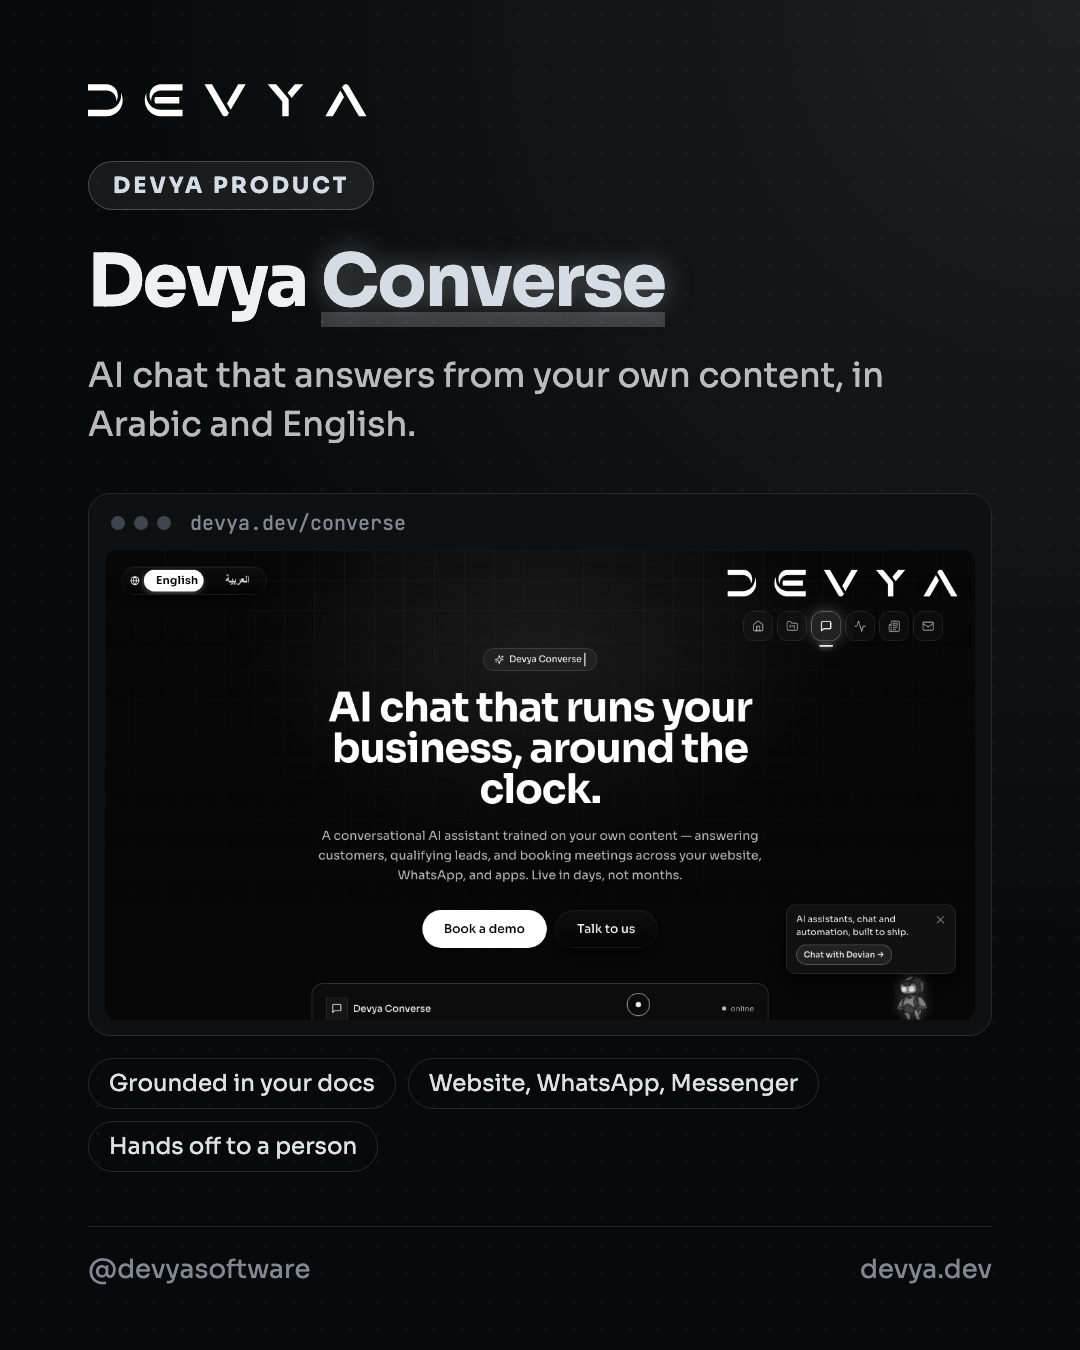 DEVYA
DEVYA PRODUCT
Devya Converse
AI chat that answers from your own content, in
Arabic and English.
devya.dev/converse
English العربية
DEVYA
Devya Converse
AI chat that runs your
business, around the
clock.
A conversational AI assistant trained on your own content — answering
customers, qualifying leads, and booking meetings across your website,
WhatsApp, and apps. Live in days, not months.
Book a demo Talk to us
AI assistants, chat and
automation, built to ship.
Chat with Devian →
Devya Converse online
Grounded in your docs Website, WhatsApp, Messenger
Hands off to a person
@devyasoftware devya.dev